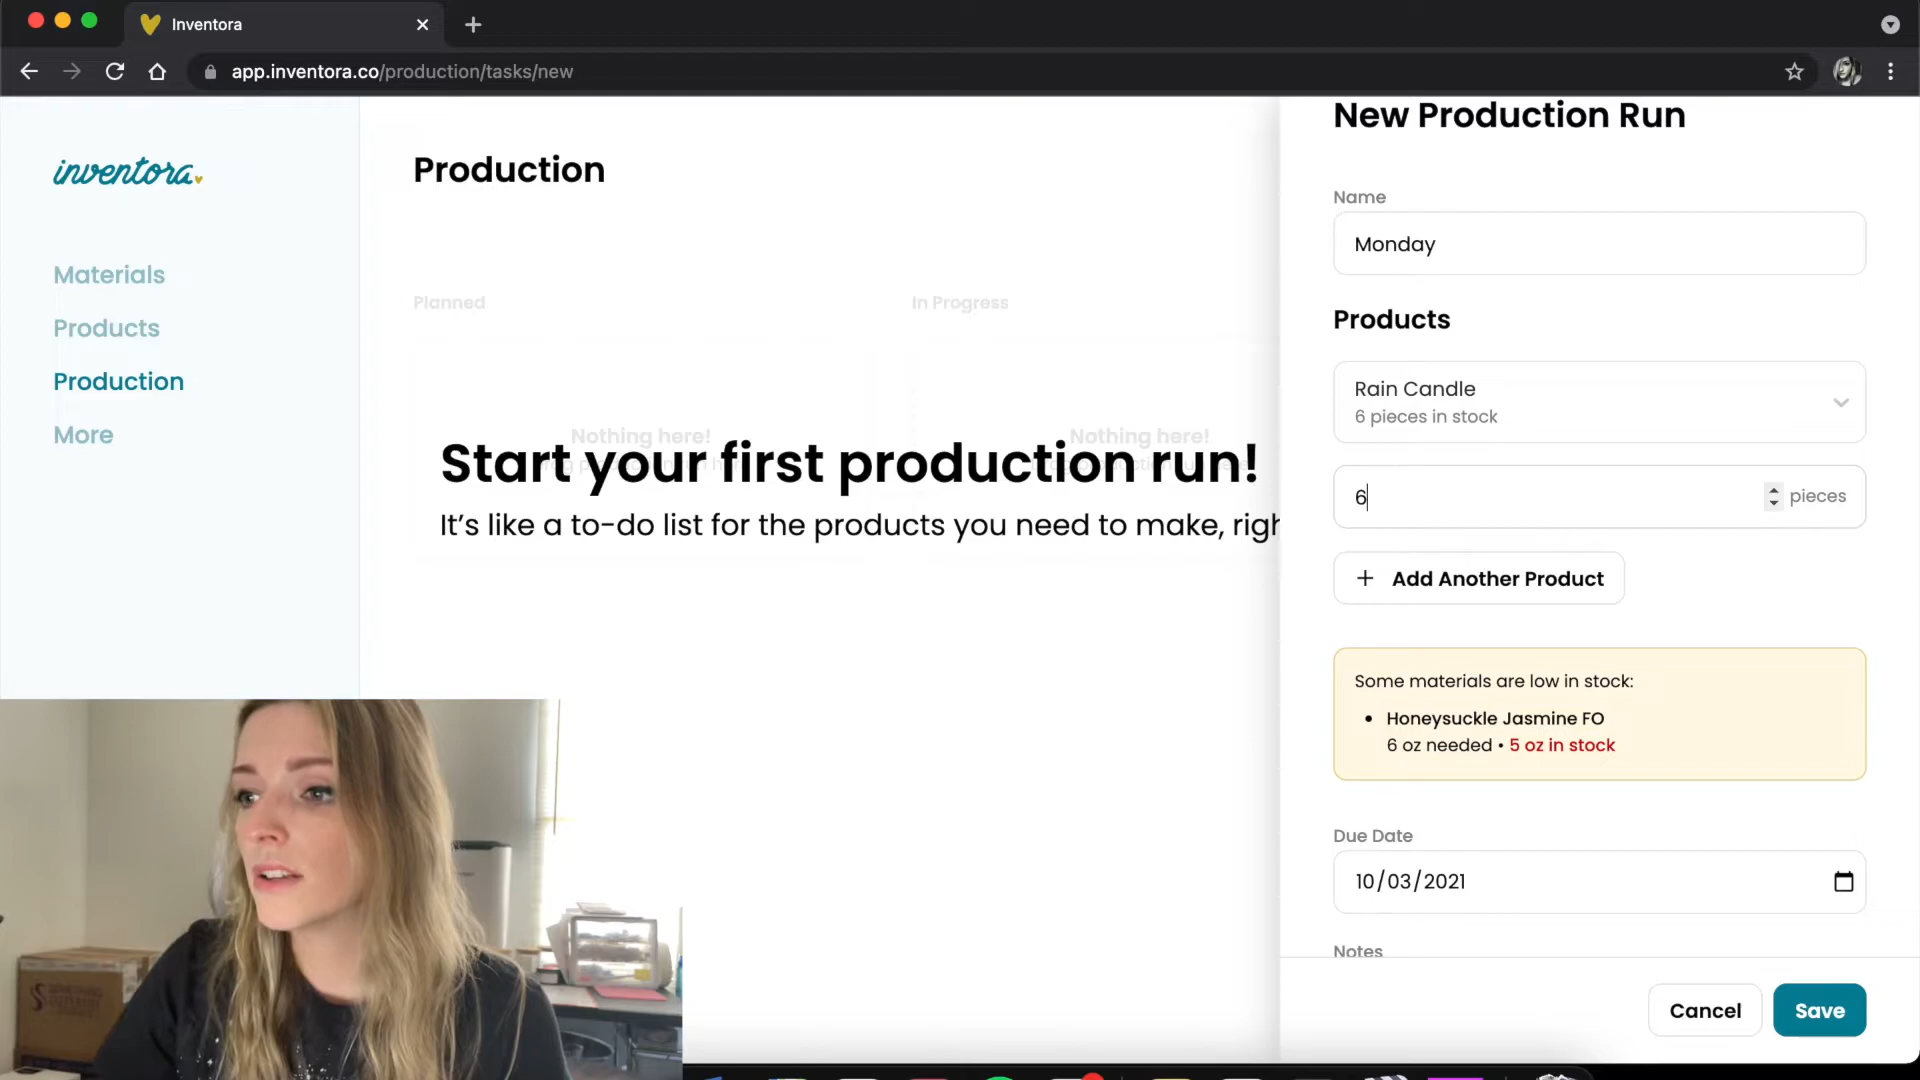 Inventora
app.inventora.co/production/tasks/new
inventora
Materials
Products
Production
More
Production
Planned
In Progress
Nothing here!
Nothing here!
Start your first production run!
It's like a to-do list for the products you need to make, righ
New Production Run
Name
Monday
Products
Rain Candle
6 pieces in stock
6
pieces
+ Add Another Product
Some materials are low in stock:
• Honeysuckle Jasmine FO
6 oz needed • 5 oz in stock
Due Date
10/03/2021
Notes
Cancel
Save